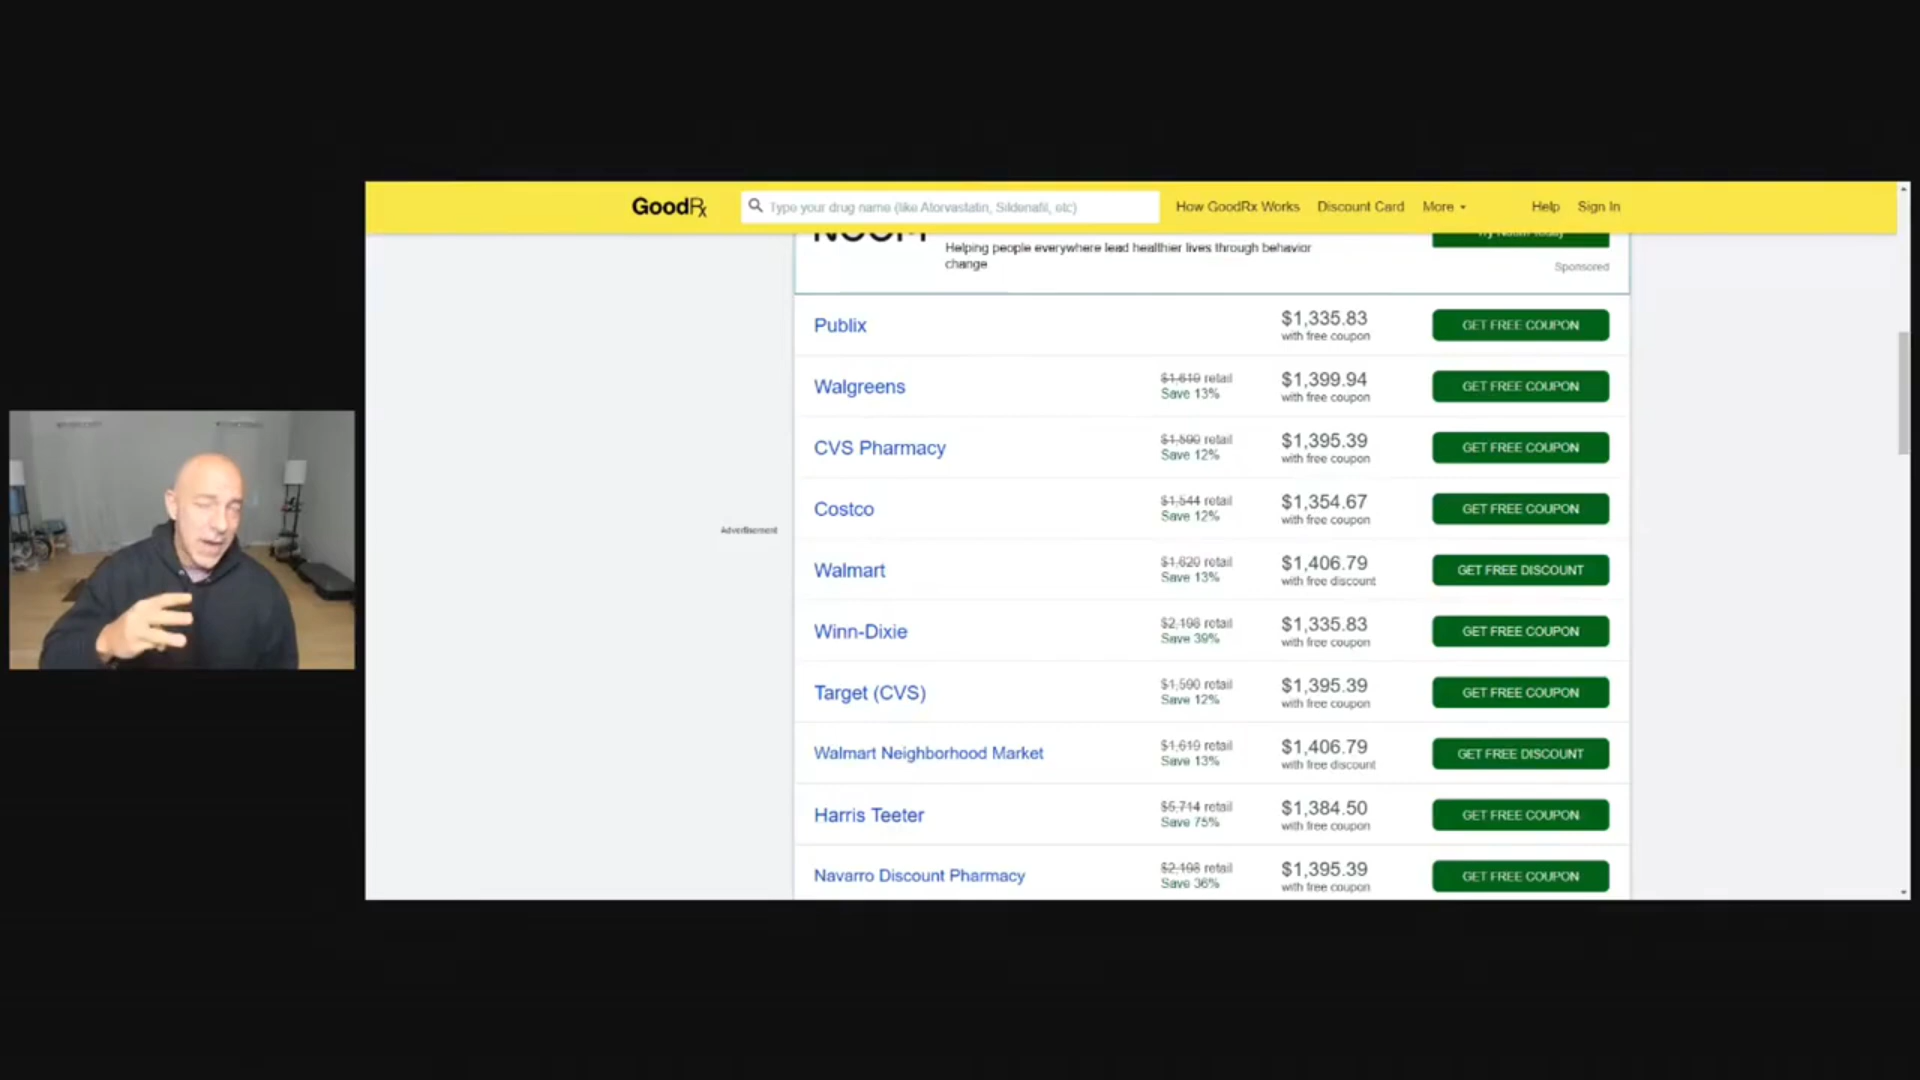 GoodRx
Type your drug name (like Atorvastatin, Sildenafil, etc)
How GoodRx Works
Discount Card
More
Help
Sign In
Helping people everywhere lead healthier lives through behavior
change
Sponsored
Advertisement
Publix
$1,335.83
with free coupon
GET FREE COUPON
Walgreens
$1,619 retail
Save 13%
$1,399.94
with free coupon
GET FREE COUPON
CVS Pharmacy
$1,590 retail
Save 12%
$1,395.39
with free coupon
GET FREE COUPON
Costco
$1,544 retail
Save 12%
$1,354.67
with free coupon
GET FREE COUPON
Walmart
$1,620 retail
Save 13%
$1,406.79
with free discount
GET FREE DISCOUNT
Winn-Dixie
$2,198 retail
Save 39%
$1,335.83
with free coupon
GET FREE COUPON
Target (CVS)
$1,590 retail
Save 12%
$1,395.39
with free coupon
GET FREE COUPON
Walmart Neighborhood Market
$1,619 retail
Save 13%
$1,406.79
with free discount
GET FREE DISCOUNT
Harris Teeter
$5,714 retail
Save 75%
$1,384.50
with free coupon
GET FREE COUPON
Navarro Discount Pharmacy
$2,198 retail
Save 36%
$1,395.39
with free coupon
GET FREE COUPON